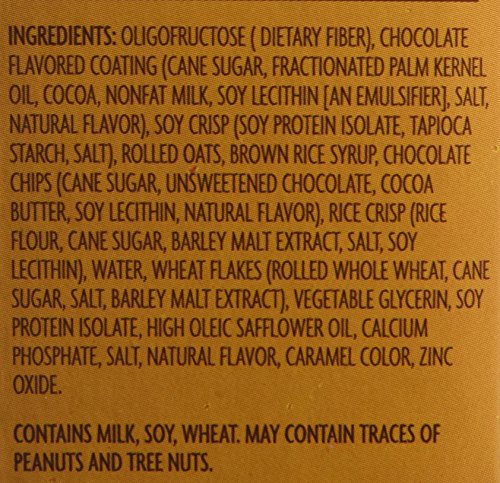 INGREDIENTS: OLIGOFRUCTOSE ( DIETARY FIBER), CHOCOLATE
FLAVORED COATING (CANE SUGAR, FRACTIONATED PALM KERNEL
OIL, COCOA, NONFAT MILK, SOY LECITHIN [AN EMULSIFIER], SALT,
NATURAL FLAVOR), SOY CRISP (SOY PROTEIN ISOLATE, TAPIOCA
STARCH, SALT), ROLLED OATS, BROWN RICE SYRUP, CHOCOLATE
CHIPS (CANE SUGAR, UNSWEETENED CHOCOLATE, COCOA
BUTTER, SOY LECITHIN, NATURAL FLAVOR), RICE CRISP (RICE
FLOUR, CANE SUGAR, BARLEY MALT EXTRACT, SALT, SOY
LECITHIN), WATER, WHEAT FLAKES (ROLLED WHOLE WHEAT, CANE
SUGAR, SALT, BARLEY MALT EXTRACT), VEGETABLE GLYCERIN, SOY
PROTEIN ISOLATE, HIGH OLEIC SAFFLOWER OIL, CALCIUM
PHOSPHATE, SALT, NATURAL FLAVOR, CARAMEL COLOR, ZINC
OXIDE.
CONTAINS MILK, SOY, WHEAT. MAY CONTAIN TRACES OF
PEANUTS AND TREE NUTS.